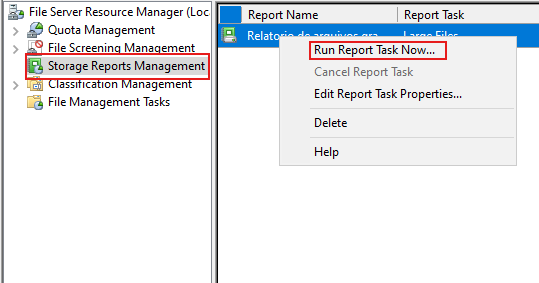 File Server Resource Manager (Loc
Quota Management
File Screening Management
Storage Reports Management
Classification Management
File Management Tasks
Report Name
Report Task
Relatorio de arquivos gra
Large Files
Run Report Task Now...
Cancel Report Task
Edit Report Task Properties...
Delete
Help